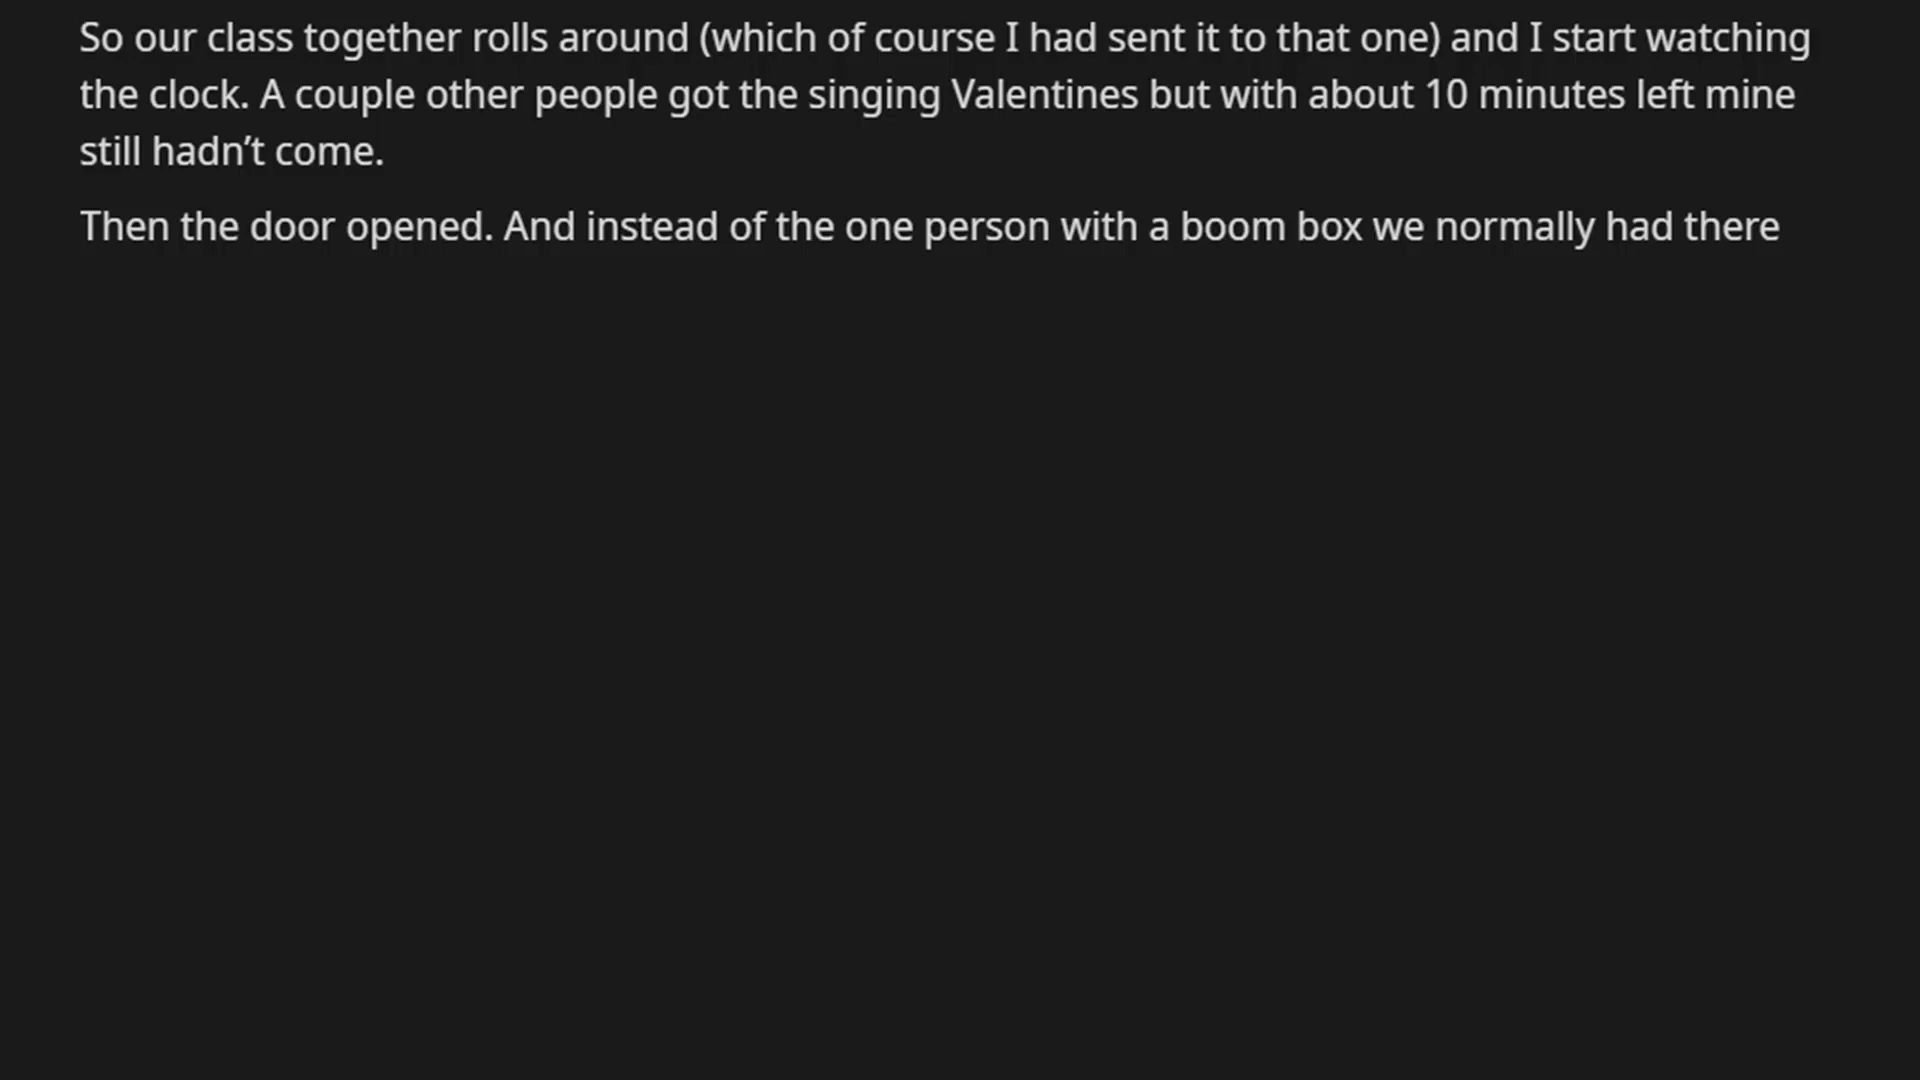 So our class together rolls around (which of course I had sent it to that one) and I start watching
the clock. A couple other people got the singing Valentines but with about 10 minutes left mine
still hadn’t come.
Then the door opened. And instead of the one person with a boom box we normally had there